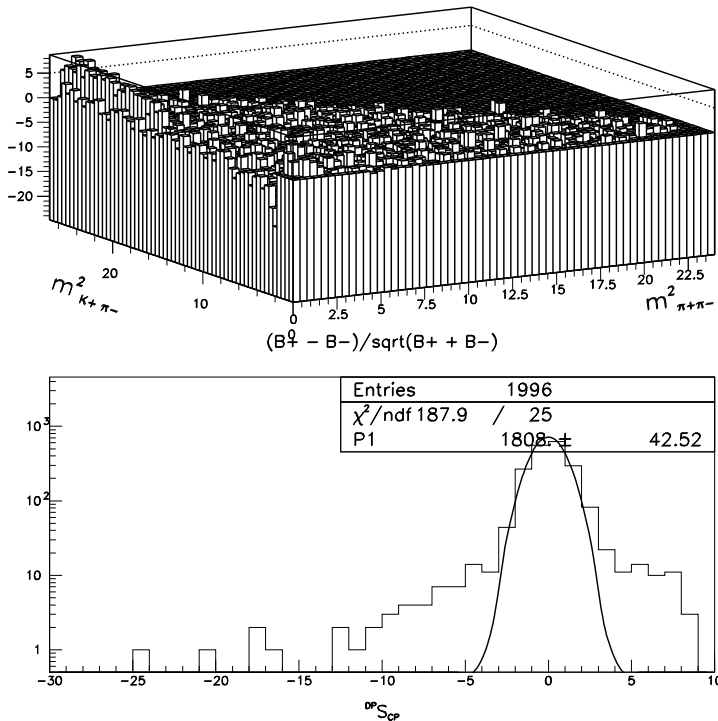 5
0
−5
−10
−15
−20
20
10
0
0
2.5
5
7.5
10
12.5
15
17.5
20
22.5
m²K+π−
m²π+π−
(B+ − B−)/sqrt(B+ + B−)
Entries 1996
χ²/ndf 187.9 / 25
P1 1808. ± 42.52
10³
10²
10
1
−30 −25 −20 −15 −10 −5 0 5 10
DPSCP